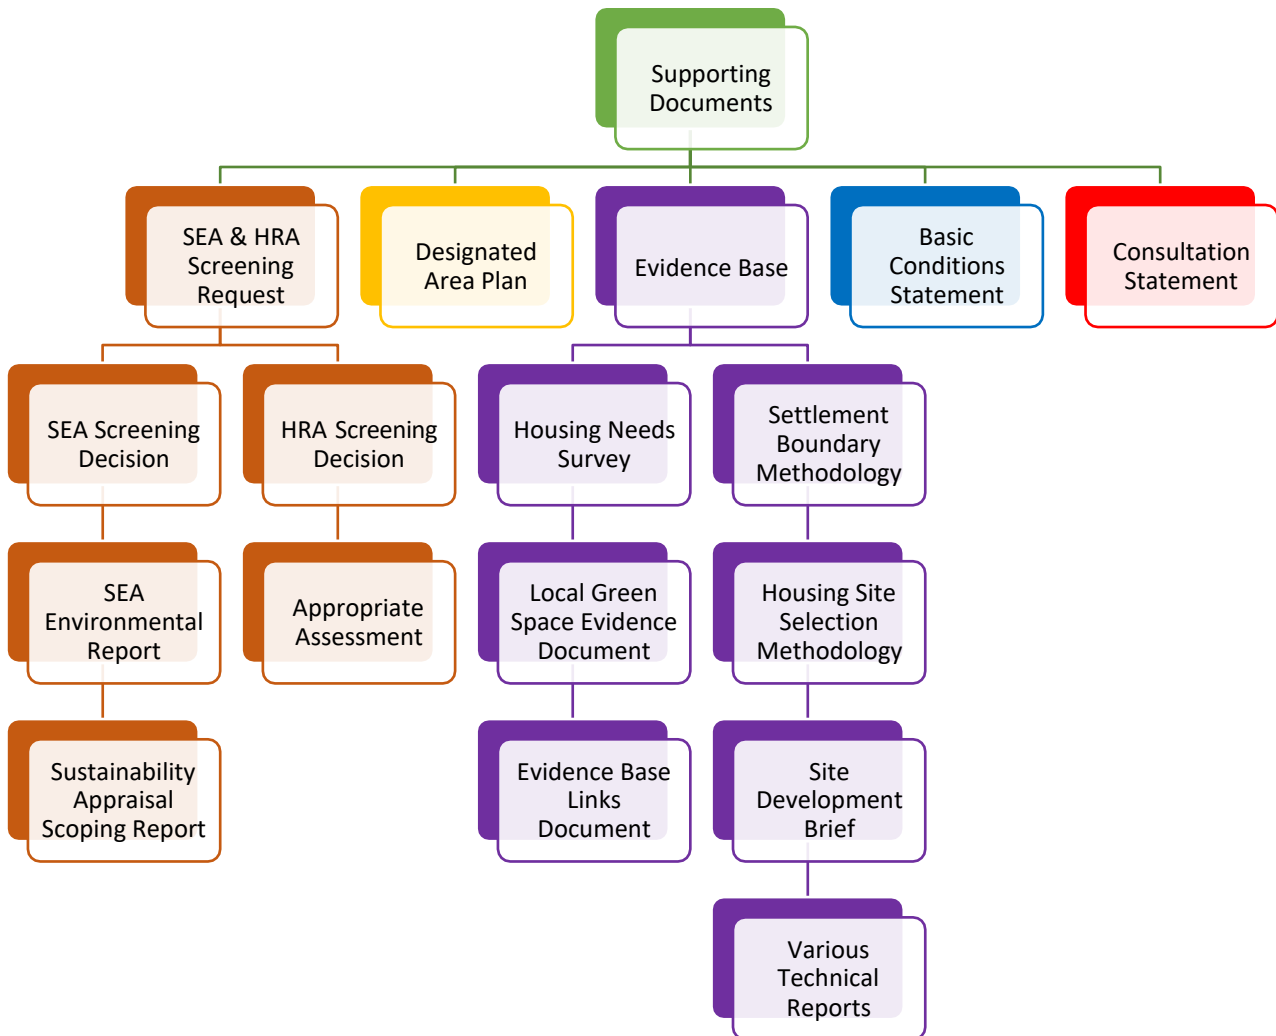 Supporting
Documents
SEA & HRA
Screening
Request
Designated
Area Plan
Evidence Base
Basic
Conditions
Statement
Consultation
Statement
SEA Screening
Decision
HRA Screening
Decision
Housing Needs
Survey
Settlement
Boundary
Methodology
SEA
Environmental
Report
Appropriate
Assessment
Local Green
Space Evidence
Document
Housing Site
Selection
Methodology
Sustainability
Appraisal
Scoping Report
Evidence Base
Links
Document
Site
Development
Brief
Various
Technical
Reports